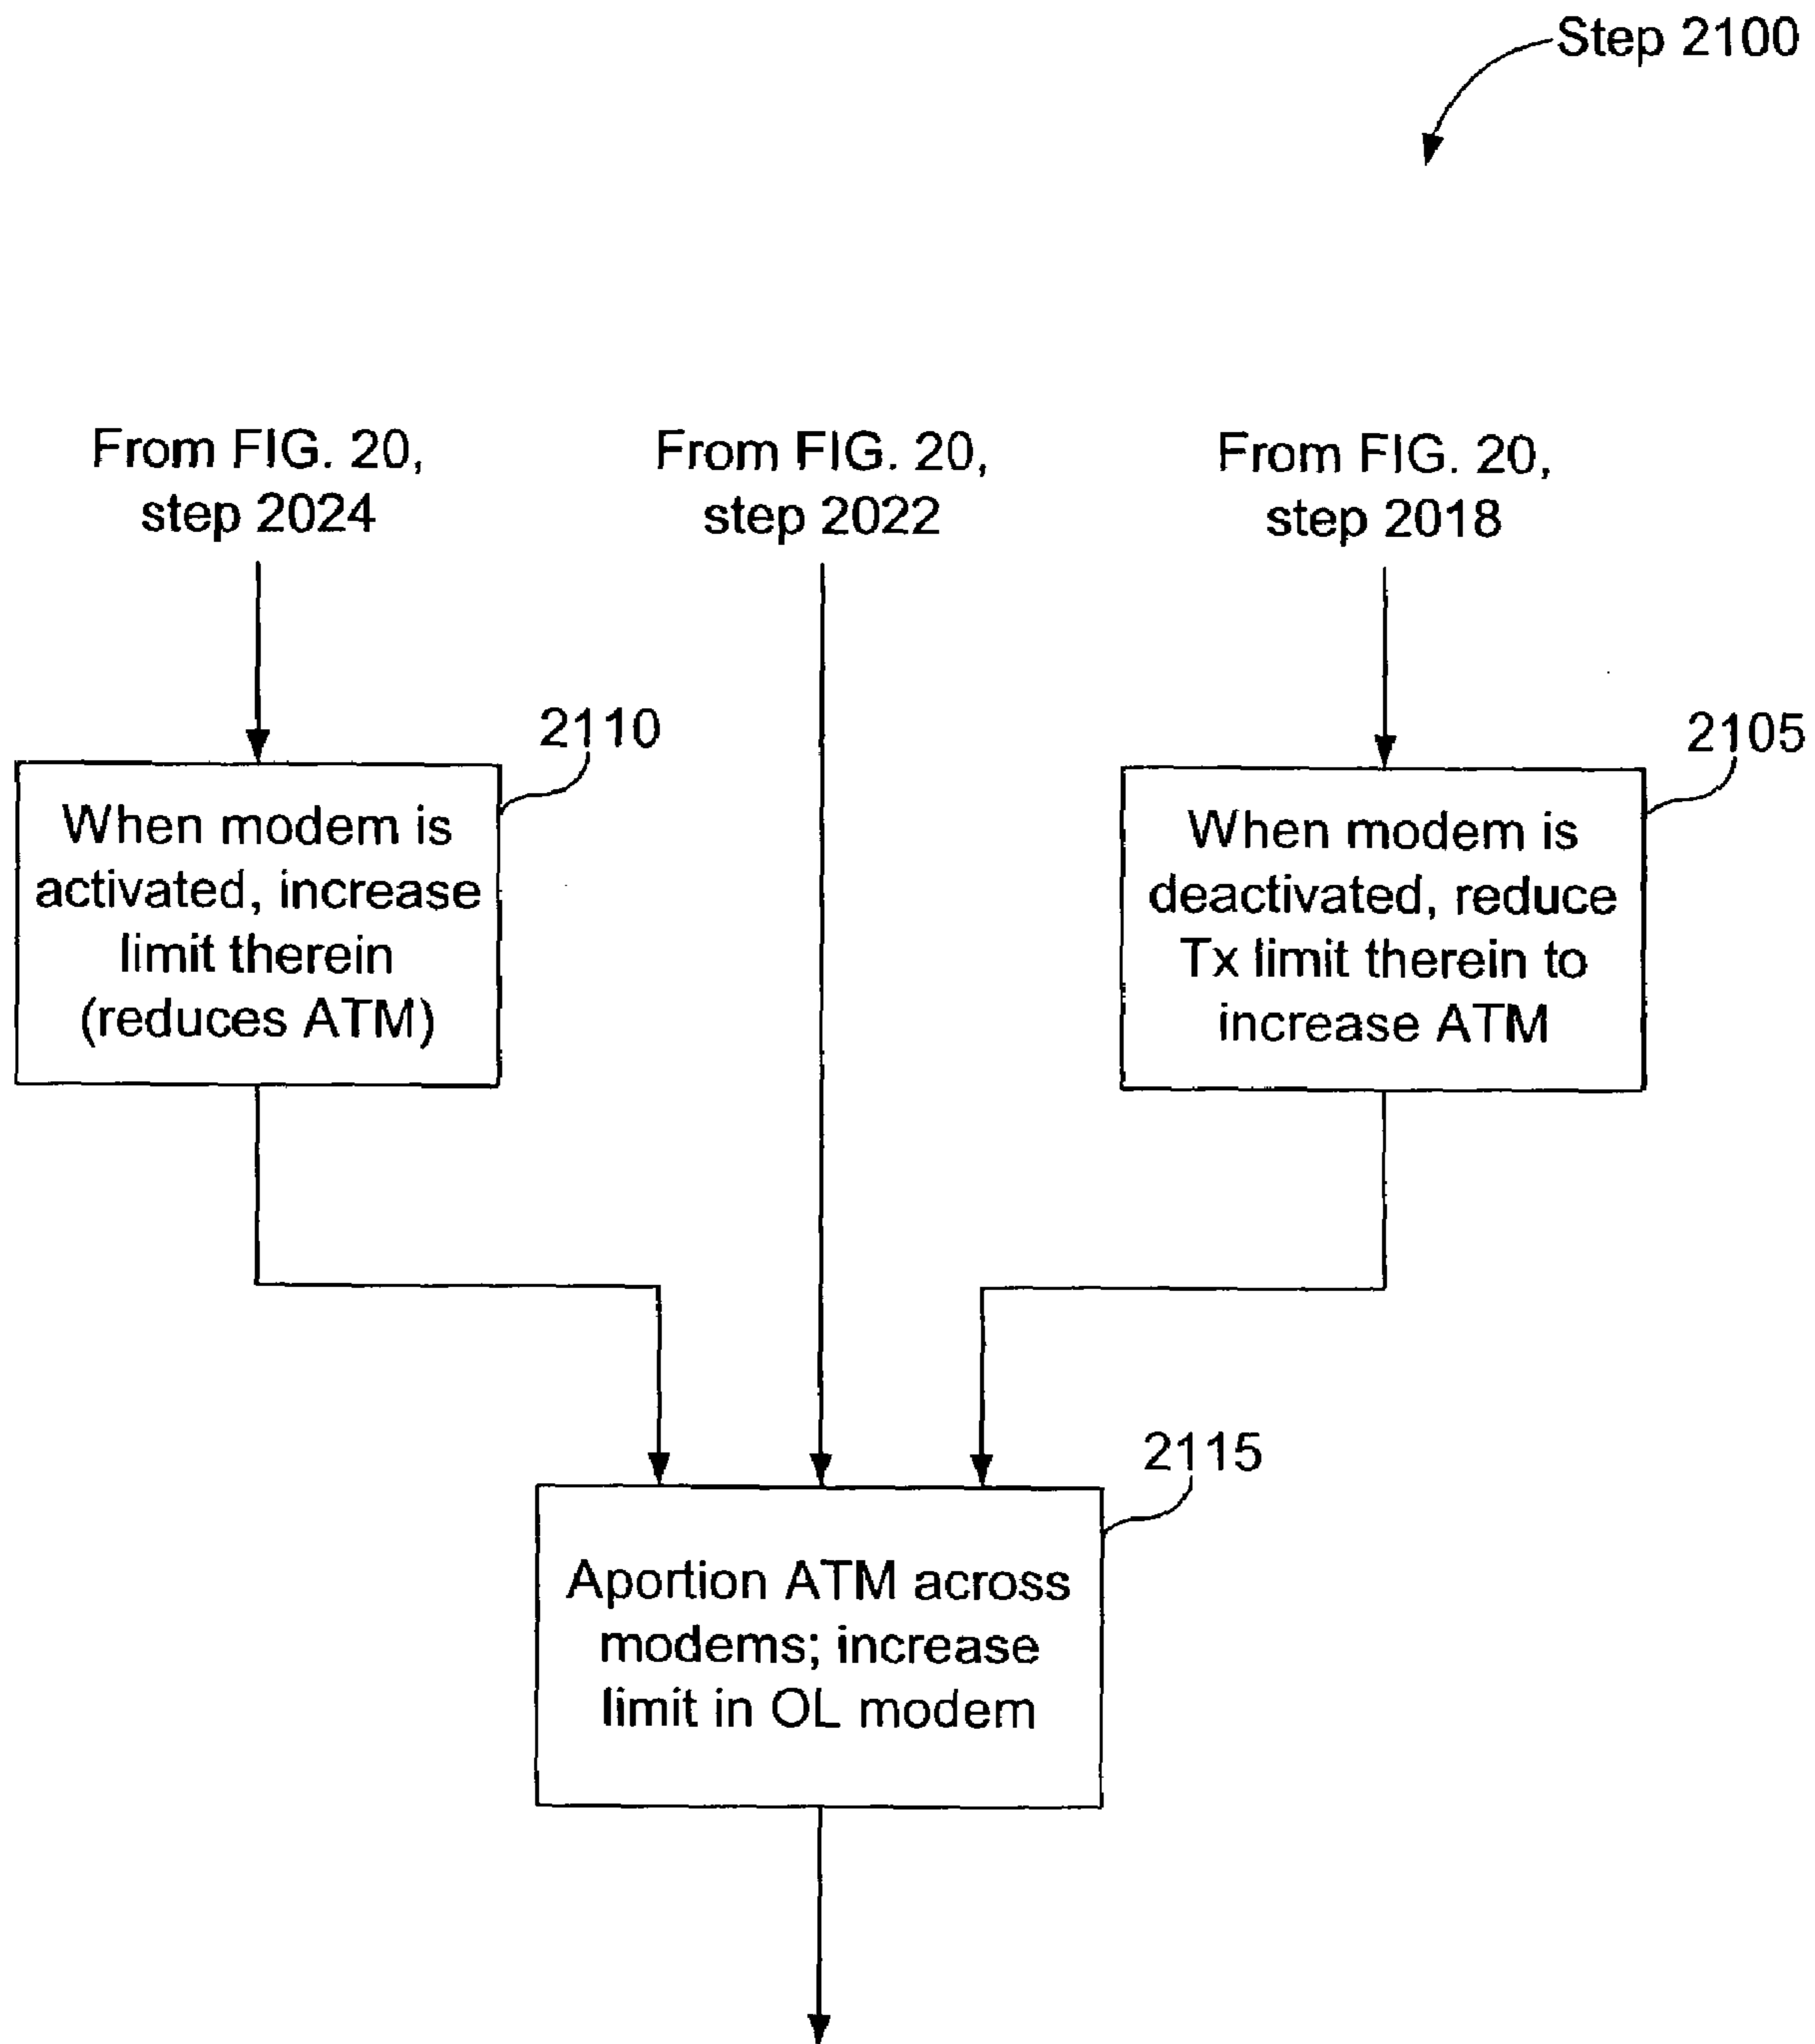 Step 2100
From FIG. 20,
step 2024
From FIG. 20,
step 2022
From FIG. 20,
step 2018
2110
When modem is
activated, increase
limit therein
(reduces ATM)
2105
When modem is
deactivated, reduce
Tx limit therein to
increase ATM
2115
Aportion ATM across
modems; increase
limit in OL modem